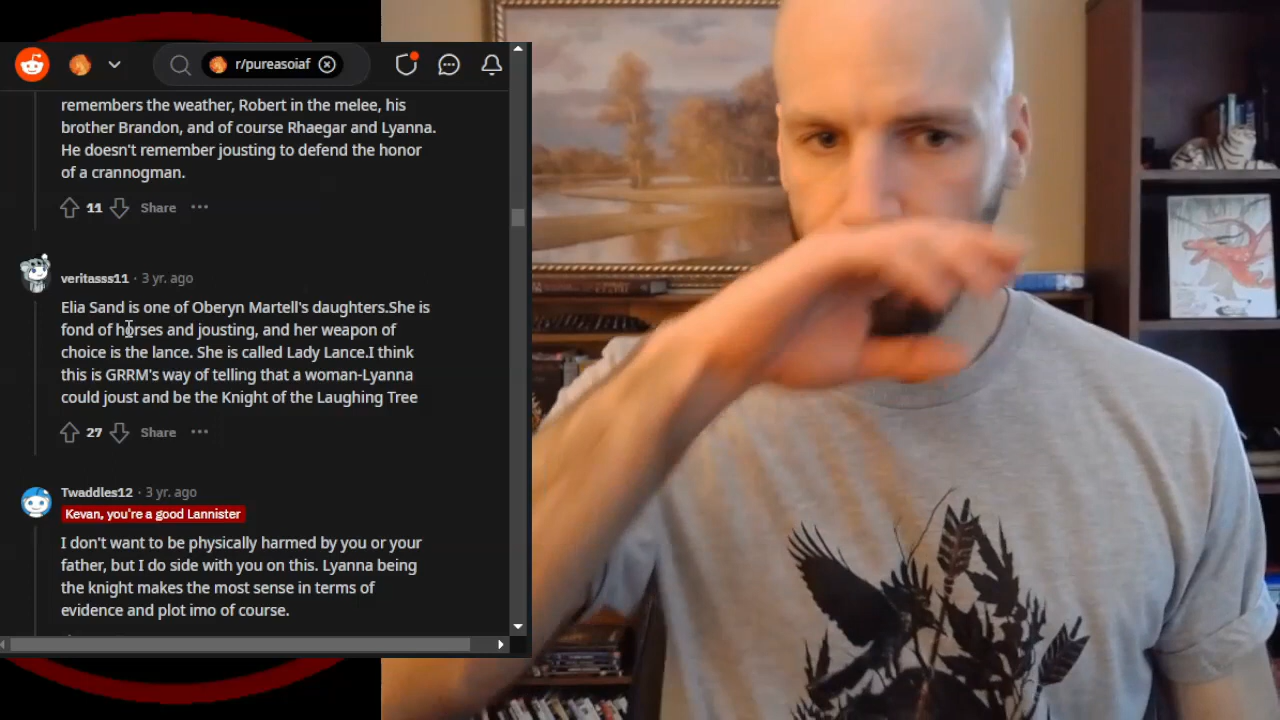 r/pureasoiaf
remembers the weather, Robert in the melee, his
brother Brandon, and of course Rhaegar and Lyanna.
He doesn't remember jousting to defend the honor
of a crannogman.
11 Share
veritasss11 · 3 yr. ago
Elia Sand is one of Oberyn Martell's daughters.She is
fond of horses and jousting, and her weapon of
choice is the lance. She is called Lady Lance.I think
this is GRRM's way of telling that a woman-Lyanna
could joust and be the Knight of the Laughing Tree
27 Share
Twaddles12 · 3 yr. ago
Kevan, you're a good Lannister
I don't want to be physically harmed by you or your
father, but I do side with you on this. Lyanna being
the knight makes the most sense in terms of
evidence and plot imo of course.